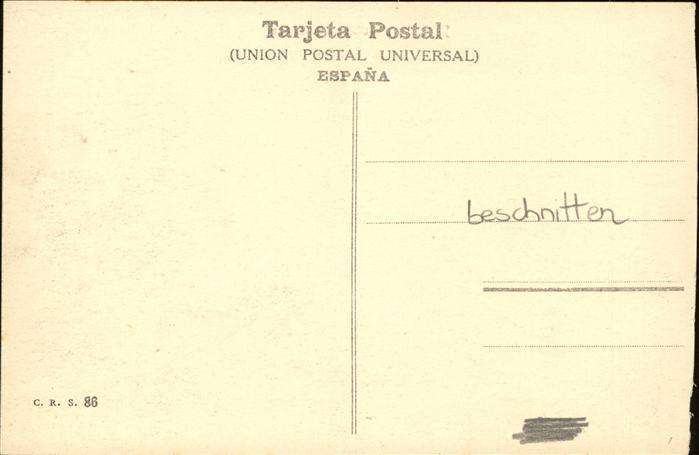 Tarjeta Postal
(UNION POSTAL UNIVERSAL)
ESPAÑA
beschnitten
C. R. S. 86